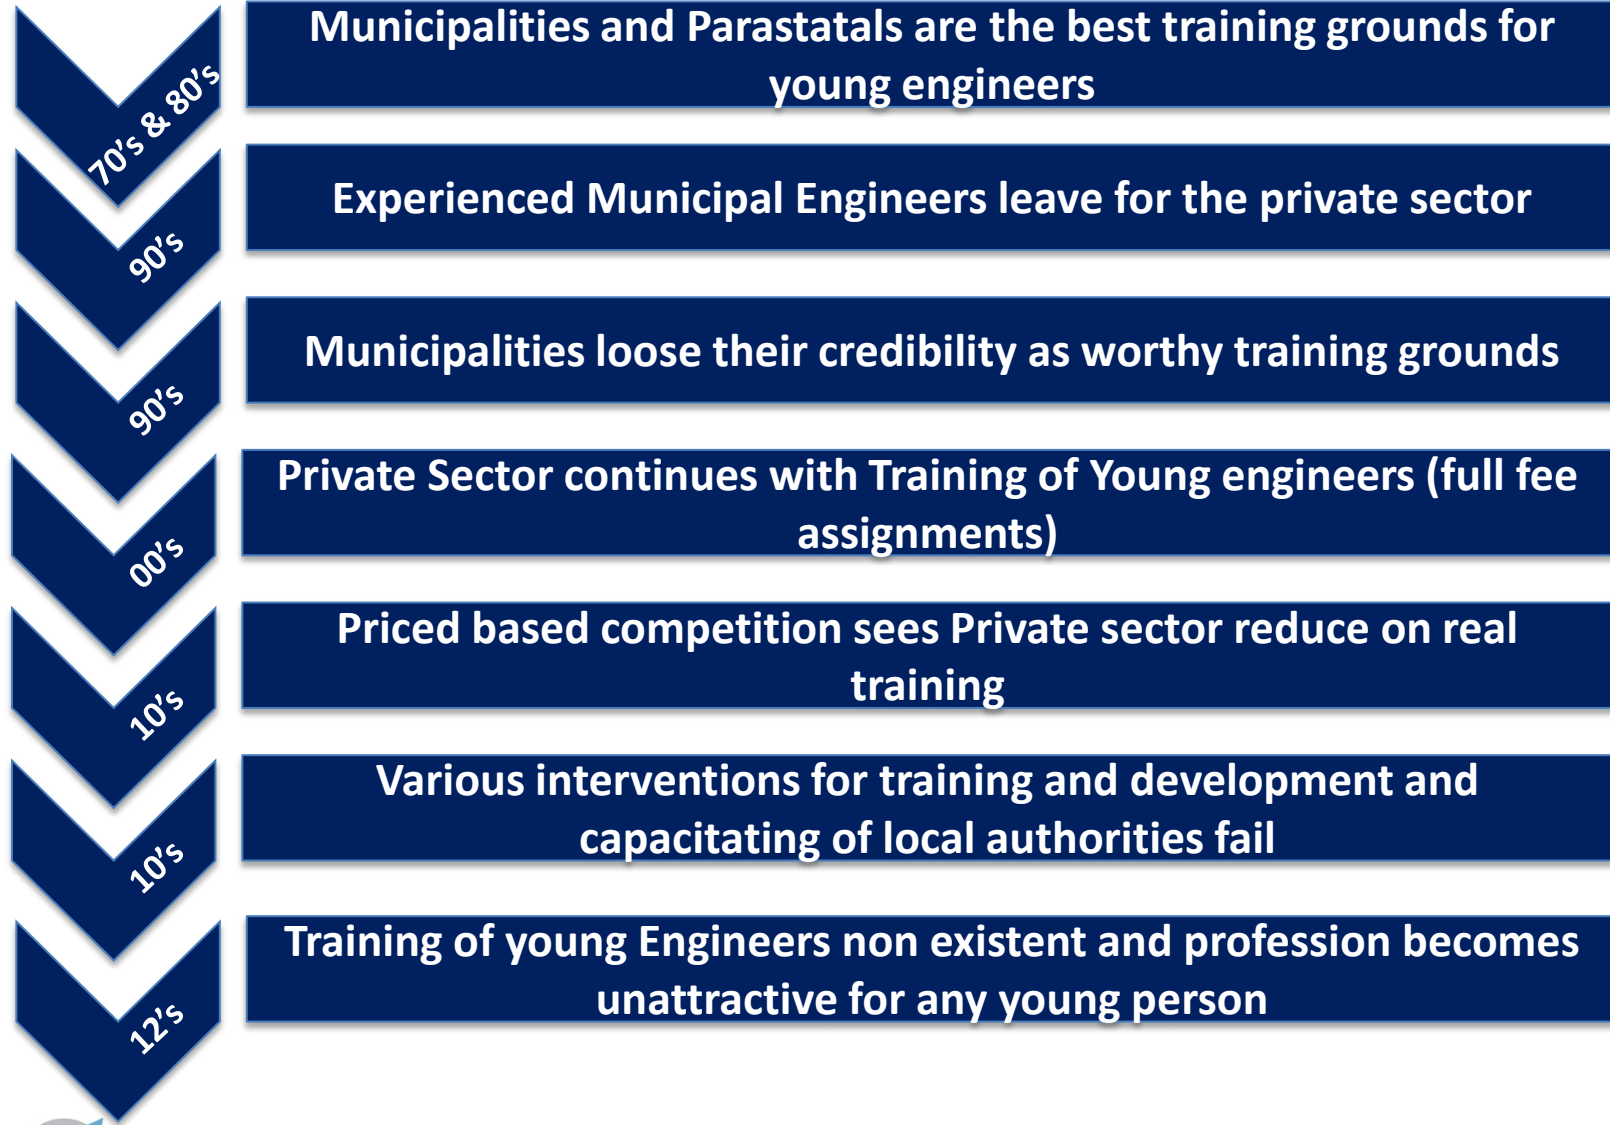 70's & 80's
Municipalities and Parastatals are the best training grounds for
young engineers
90's
Experienced Municipal Engineers leave for the private sector
90's
Municipalities loose their credibility as worthy training grounds
00's
Private Sector continues with Training of Young engineers (full fee
assignments)
10's
Priced based competition sees Private sector reduce on real
training
10's
Various interventions for training and development and
capacitating of local authorities fail
12's
Training of young Engineers non existent and profession becomes
unattractive for any young person